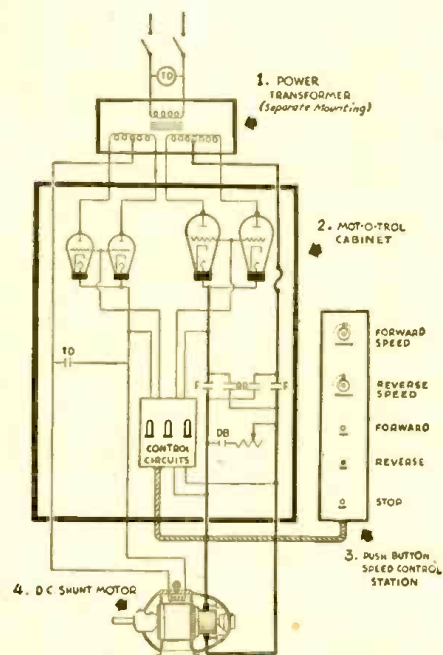 TD
1. POWER
TRANSFORMER
(Separate Mounting)
2. MOT-O-TROL
CABINET
TD
F
RR
F
DB
CONTROL
CIRCUITS
FORWARD
SPEED
REVERSE
SPEED
FORWARD
REVERSE
STOP
3. PUSH BUTTON
SPEED CONTROL
STATION
4. D.C. SHUNT MOTOR